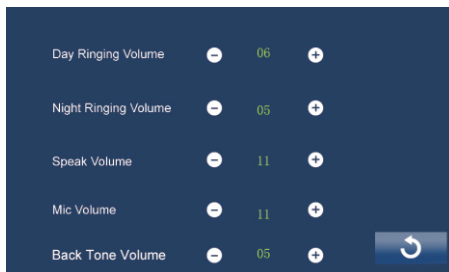 Day Ringing Volume 06
Night Ringing Volume 05
Speak Volume 11
Mic Volume 11
Back Tone Volume 05